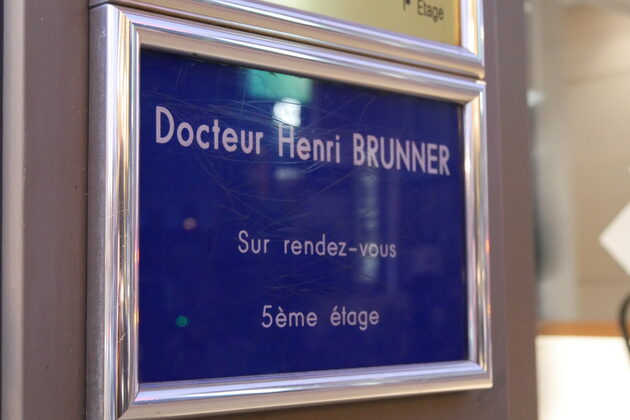 Etage
Docteur Henri BRUNNER
Sur rendez-vous
5ème étage